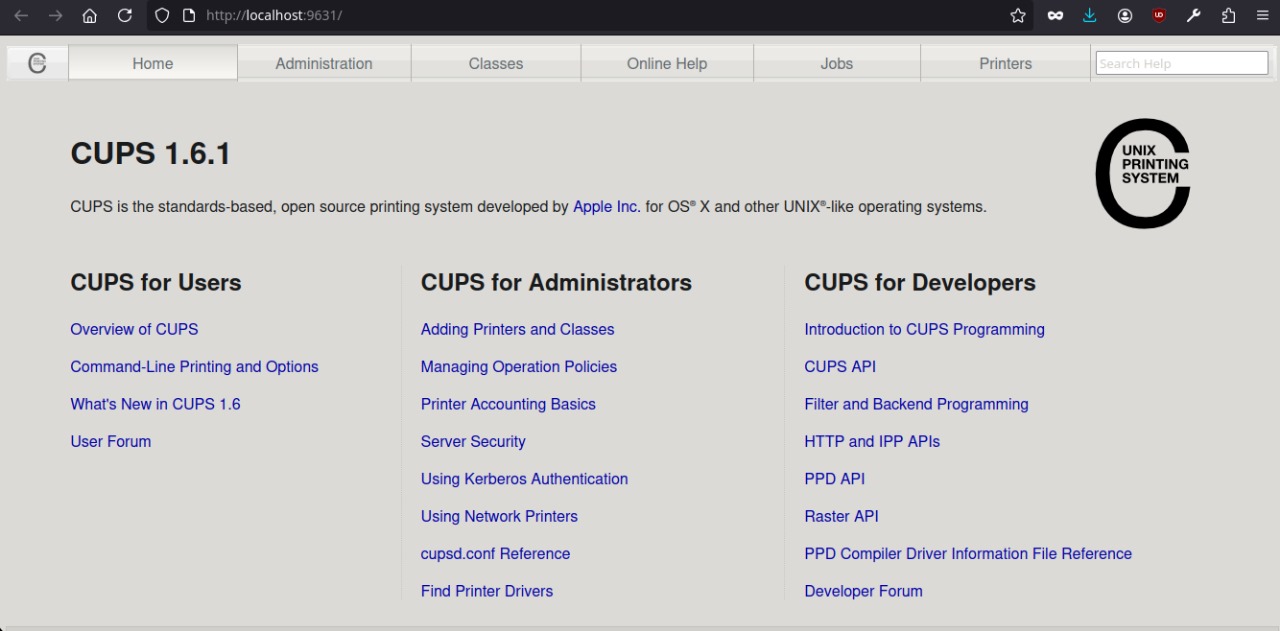 http://localhost:9631/
UD
C Home Administration Classes Online Help Jobs Printers Search Help
CUPS 1.6.1
UNIX
PRINTING
SYSTEM
CUPS is the standards-based, open source printing system developed by Apple Inc. for OS® X and other UNIX®-like operating systems.
CUPS for Users
Overview of CUPS
Command-Line Printing and Options
What's New in CUPS 1.6
User Forum
CUPS for Administrators
Adding Printers and Classes
Managing Operation Policies
Printer Accounting Basics
Server Security
Using Kerberos Authentication
Using Network Printers
cupsd.conf Reference
Find Printer Drivers
CUPS for Developers
Introduction to CUPS Programming
CUPS API
Filter and Backend Programming
HTTP and IPP APIs
PPD API
Raster API
PPD Compiler Driver Information File Reference
Developer Forum